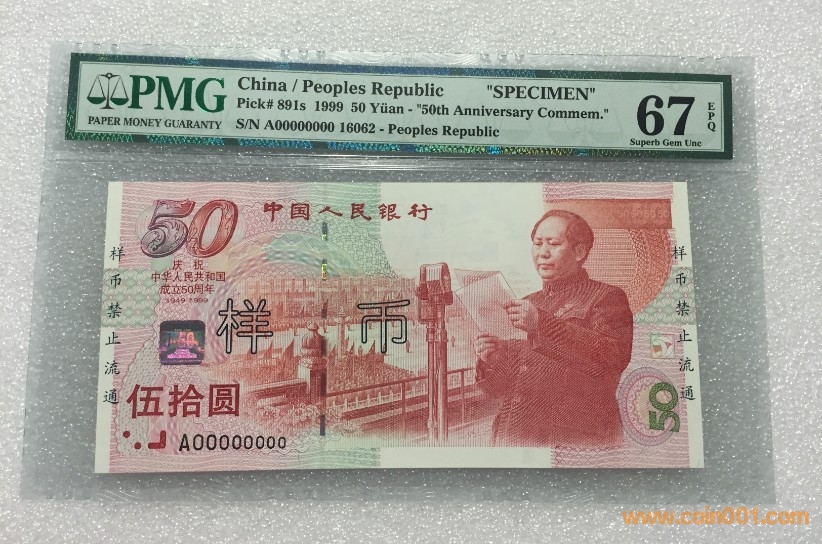 PMG
PAPER MONEY GUARANTY
China / Peoples Republic "SPECIMEN"
Pick# 891s 1999 50 Yüan - "50th Anniversary Commem."
S/N A00000000 16062 - Peoples Republic
67
EPQ
Superb Gem Unc
50
中国人民银行
庆祝
中华人民共和国
成立50周年
1949-1999
样币禁止流通
样币
50
伍拾圆
A00000000
50
样币禁止流通
www.coin001.com